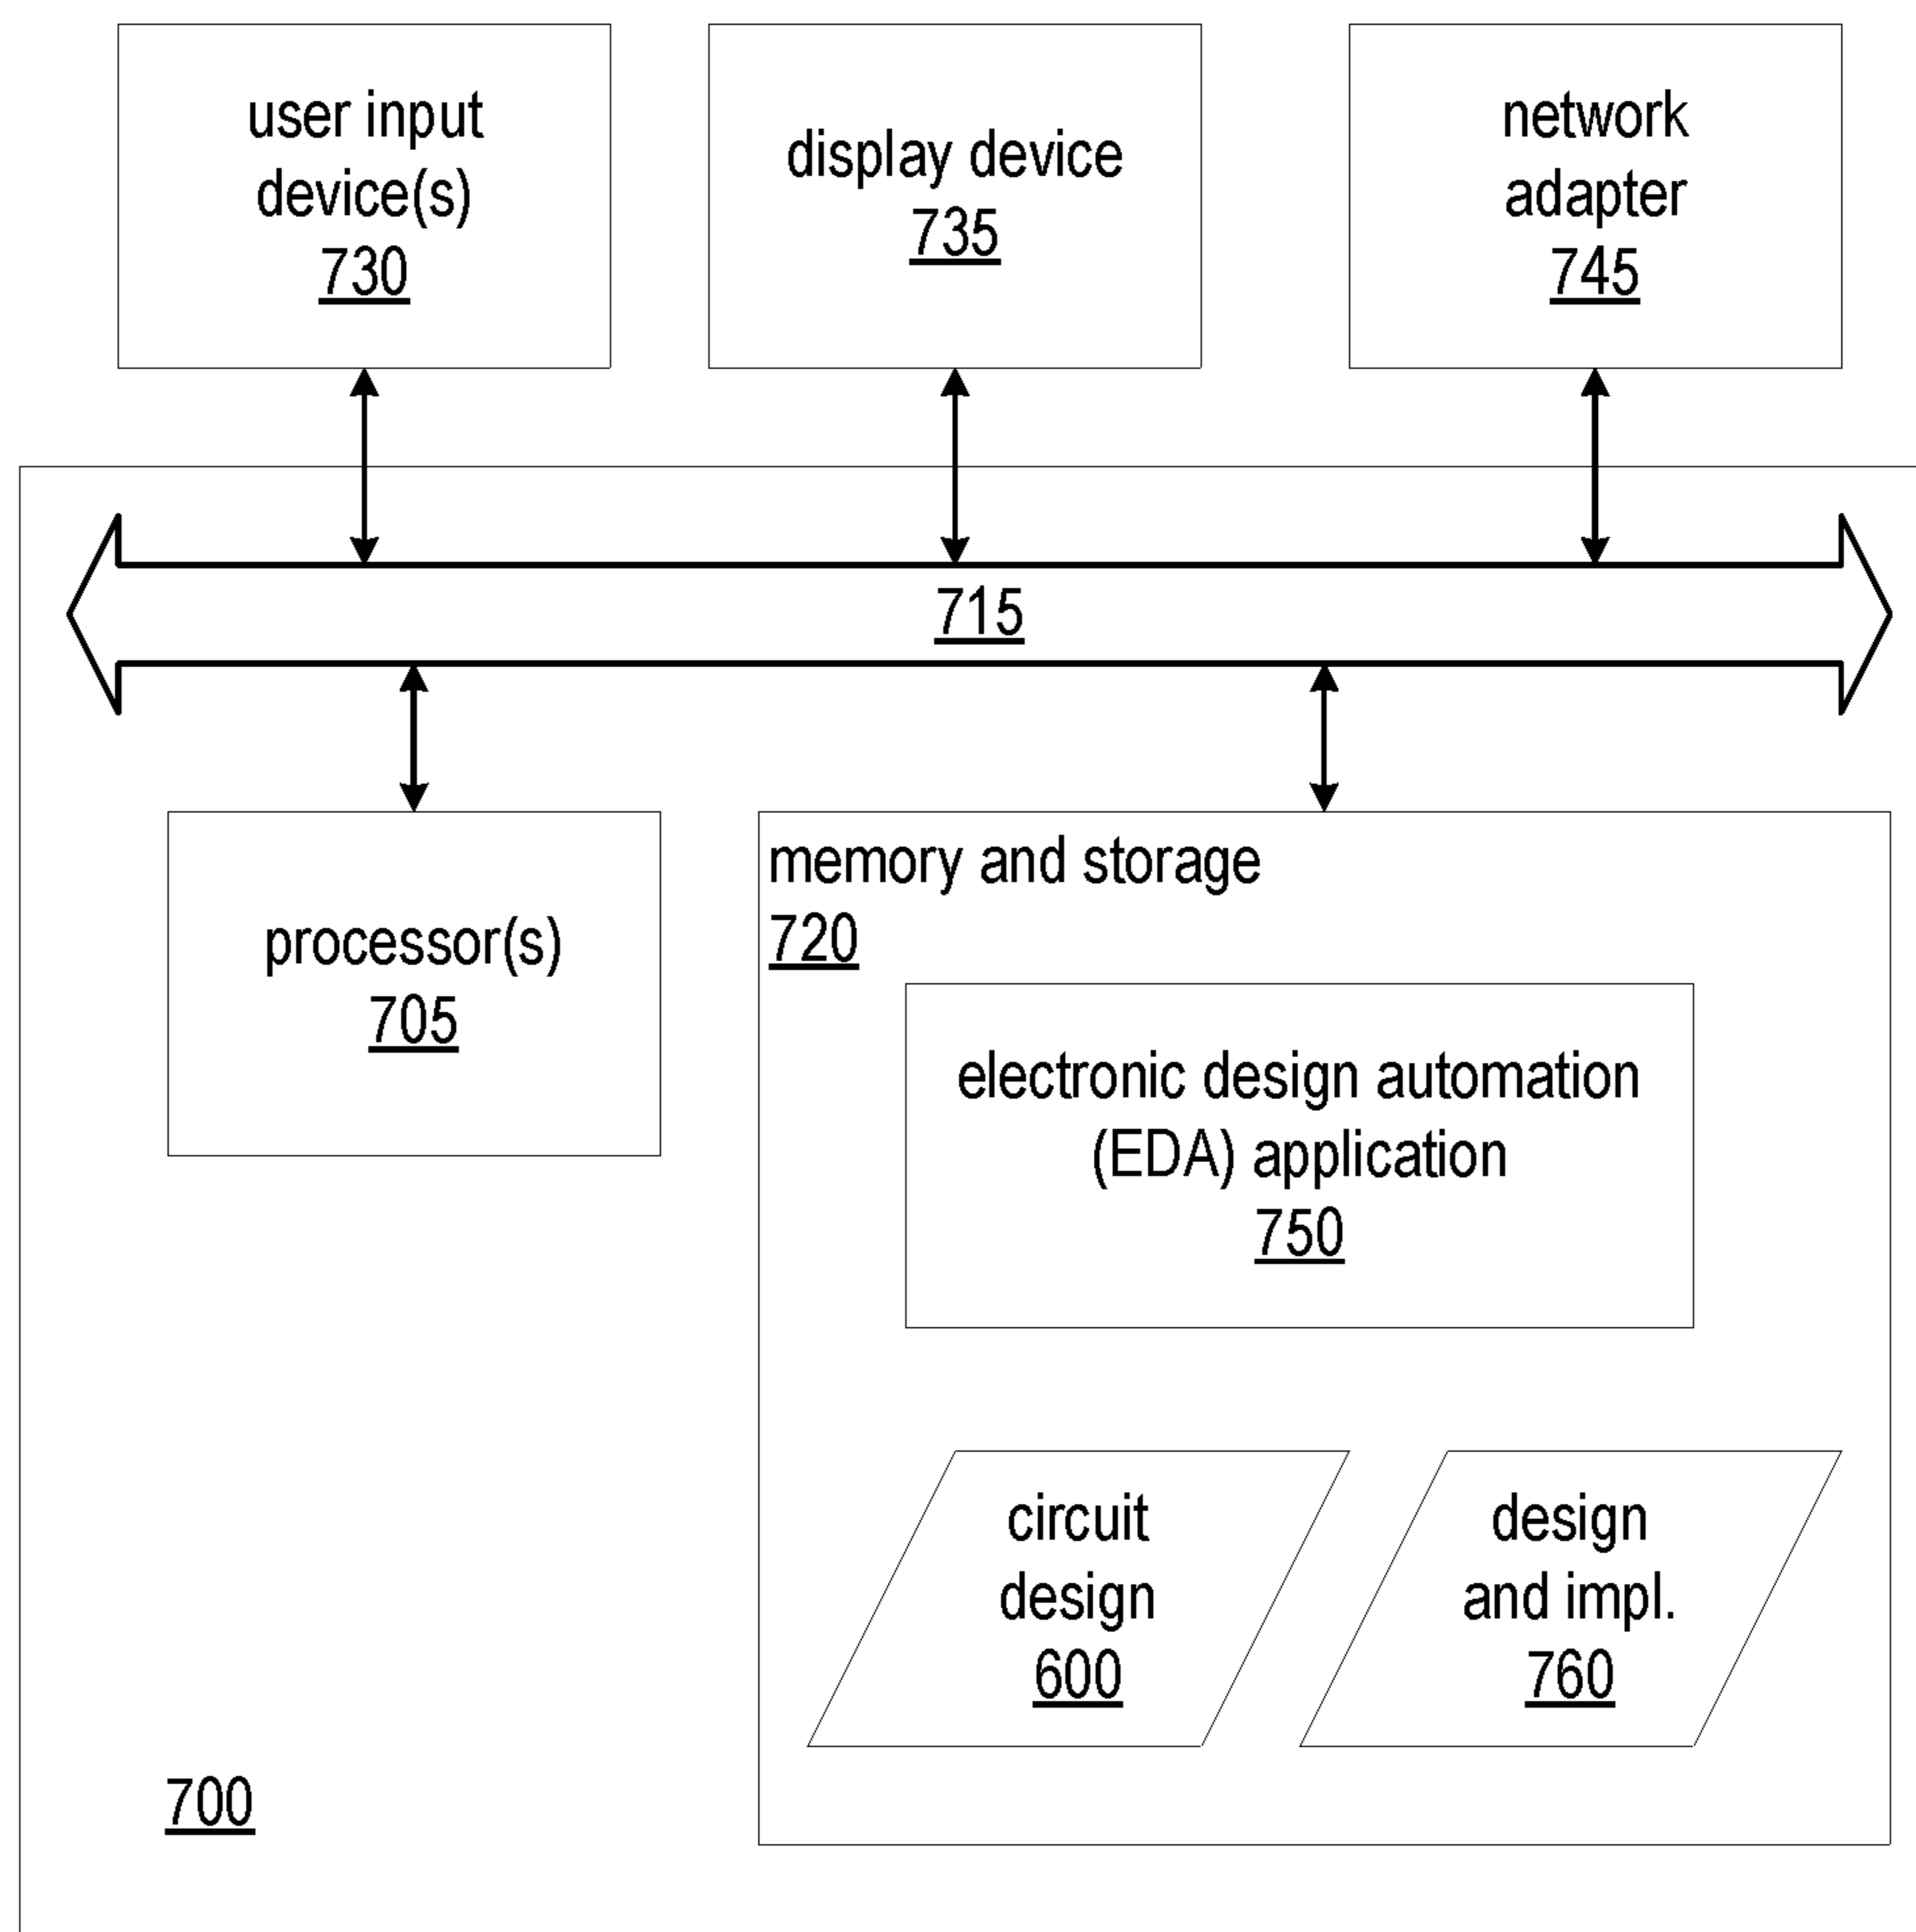 user input
device(s)
730
display device
735
network
adapter
745
715
processor(s)
705
memory and storage
720
electronic design automation
(EDA) application
750
circuit
design
600
design
and impl.
760
700